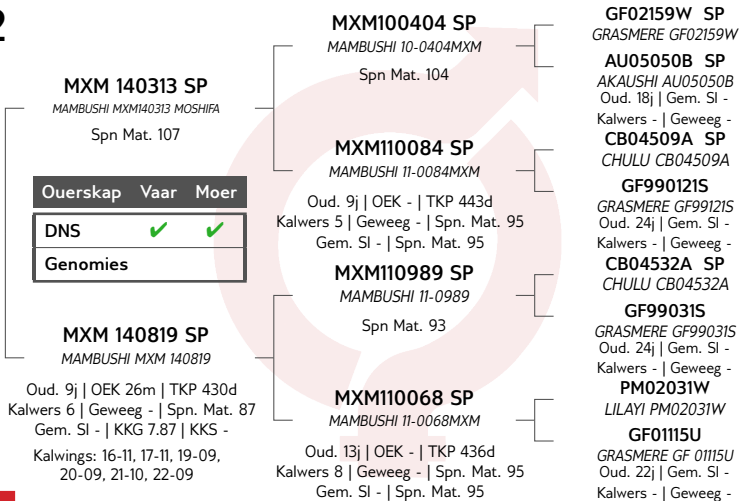 2
MXM 140313 SP
MAMBUSHI MXM140313 MOSHIFA
Spn Mat. 107
Ouerskap Vaar Moer
DNS ✔ ✔
Genomies
MXM 140819 SP
MAMBUSHI MXM 140819
Oud. 9j | OEK 26m | TKP 430d
Kalwers 6 | Geweeg - | Spn. Mat. 87
Gem. SI - | KKG 7.87 | KKS -
Kalwings: 16-11, 17-11, 19-09,
20-09, 21-10, 22-09
MXM100404 SP
MAMBUSHI 10-0404MXM
Spn Mat. 104
MXM110084 SP
MAMBUSHI 11-0084MXM
Oud. 9j | OEK - | TKP 443d
Kalwers 5 | Geweeg - | Spn. Mat. 95
Gem. SI - | Spn. Mat. 95
MXM110989 SP
MAMBUSHI 11-0989
Spn Mat. 93
MXM110068 SP
MAMBUSHI 11-0068MXM
Oud. 13j | OEK - | TKP 436d
Kalwers 8 | Geweeg - | Spn. Mat. 95
Gem. SI - | Spn. Mat. 95
GF02159W SP
GRASMERE GF02159W
AU05050B SP
AKAUSHI AU05050B
Oud. 18j | Gem. SI -
Kalwers - | Geweeg -
CB04509A SP
CHULU CB04509A
GF990121S
GRASMERE GF99121S
Oud. 24j | Gem. SI -
Kalwers - | Geweeg -
CB04532A SP
CHULU CB04532A
GF99031S
GRASMERE GF99031S
Oud. 24j | Gem. SI -
Kalwers - | Geweeg -
PM02031W
LILAYI PM02031W
GF01115U
GRASMERE GF 01115U
Oud. 22j | Gem. SI -
Kalwers - | Geweeg -